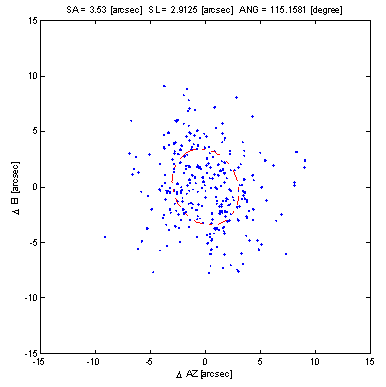 SA = 3.53 [arcsec] SL = 2.9125 [arcsec] ANG = 115.1581 [degree]
15
10
5
0
-5
-10
-15
Δ El [arcsec]
-15 -10 -5 0 5 10 15
Δ AZ [arcsec]